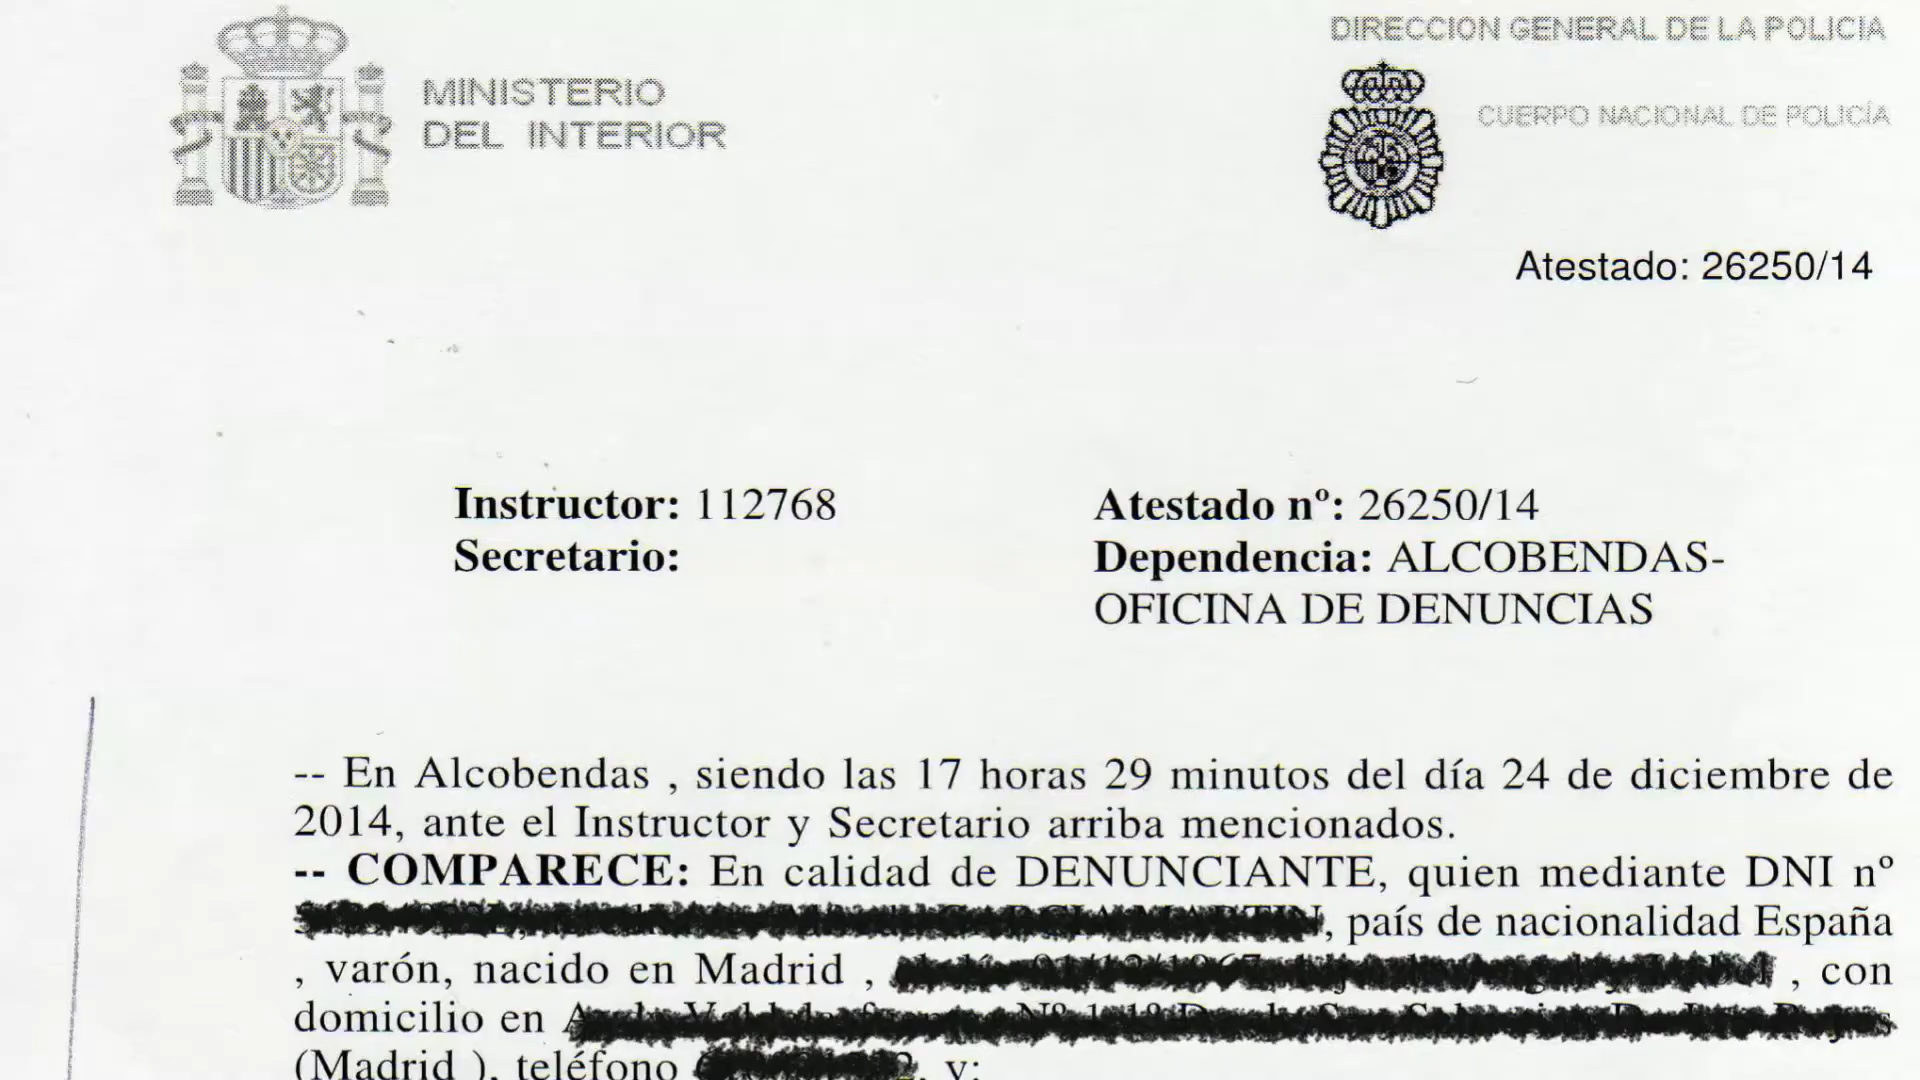 DIRECCION GENERAL DE LA POLICIA
MINISTERIO
DEL INTERIOR
CUERPO NACIONAL DE POLICÍA
Atestado: 26250/14
Instructor: 112768
Secretario:
Atestado nº: 26250/14
Dependencia: ALCOBENDAS-
OFICINA DE DENUNCIAS
-- En Alcobendas , siendo las 17 horas 29 minutos del día 24 de diciembre de
2014, ante el Instructor y Secretario arriba mencionados.
-- COMPARECE: En calidad de DENUNCIANTE, quien mediante DNI nº
, país de nacionalidad España
, varón, nacido en Madrid , , con
domicilio en
(Madrid ), teléfono , y: